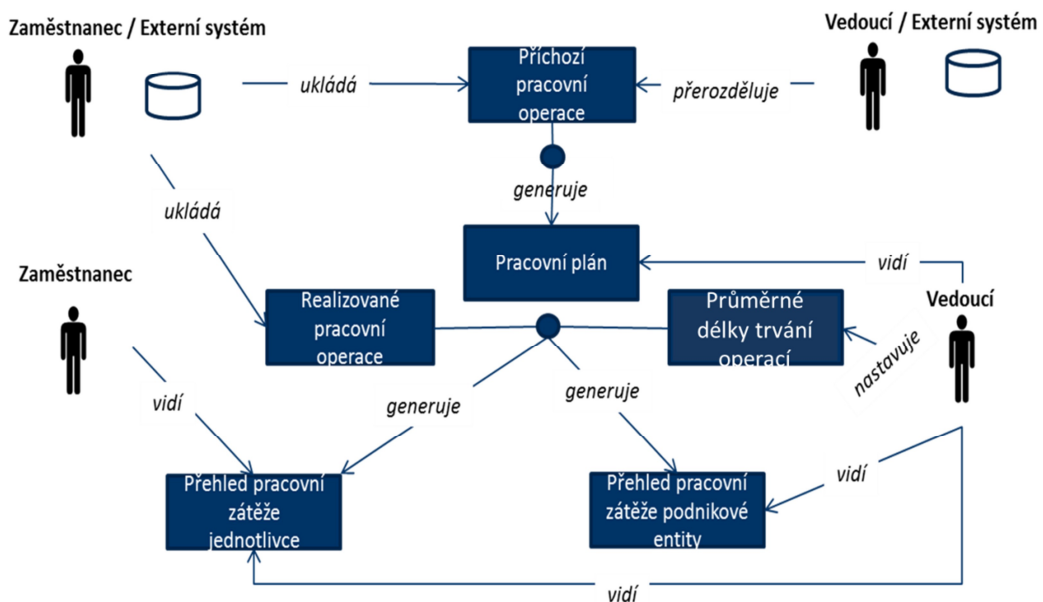 Zaměstnanec / Externí systém
Vedoucí / Externí systém
Příchozí
pracovní
operace
ukládá
přerozděluje
generuje
ukládá
Pracovní plán
vidí
Zaměstnanec
Realizované
pracovní
operace
Průměrné
délky trvání
operací
Vedoucí
nastavuje
vidí
generuje
generuje
Přehled pracovní
zátěže
jednotlivce
Přehled pracovní
zátěže podnikové
entity
vidí
vidí